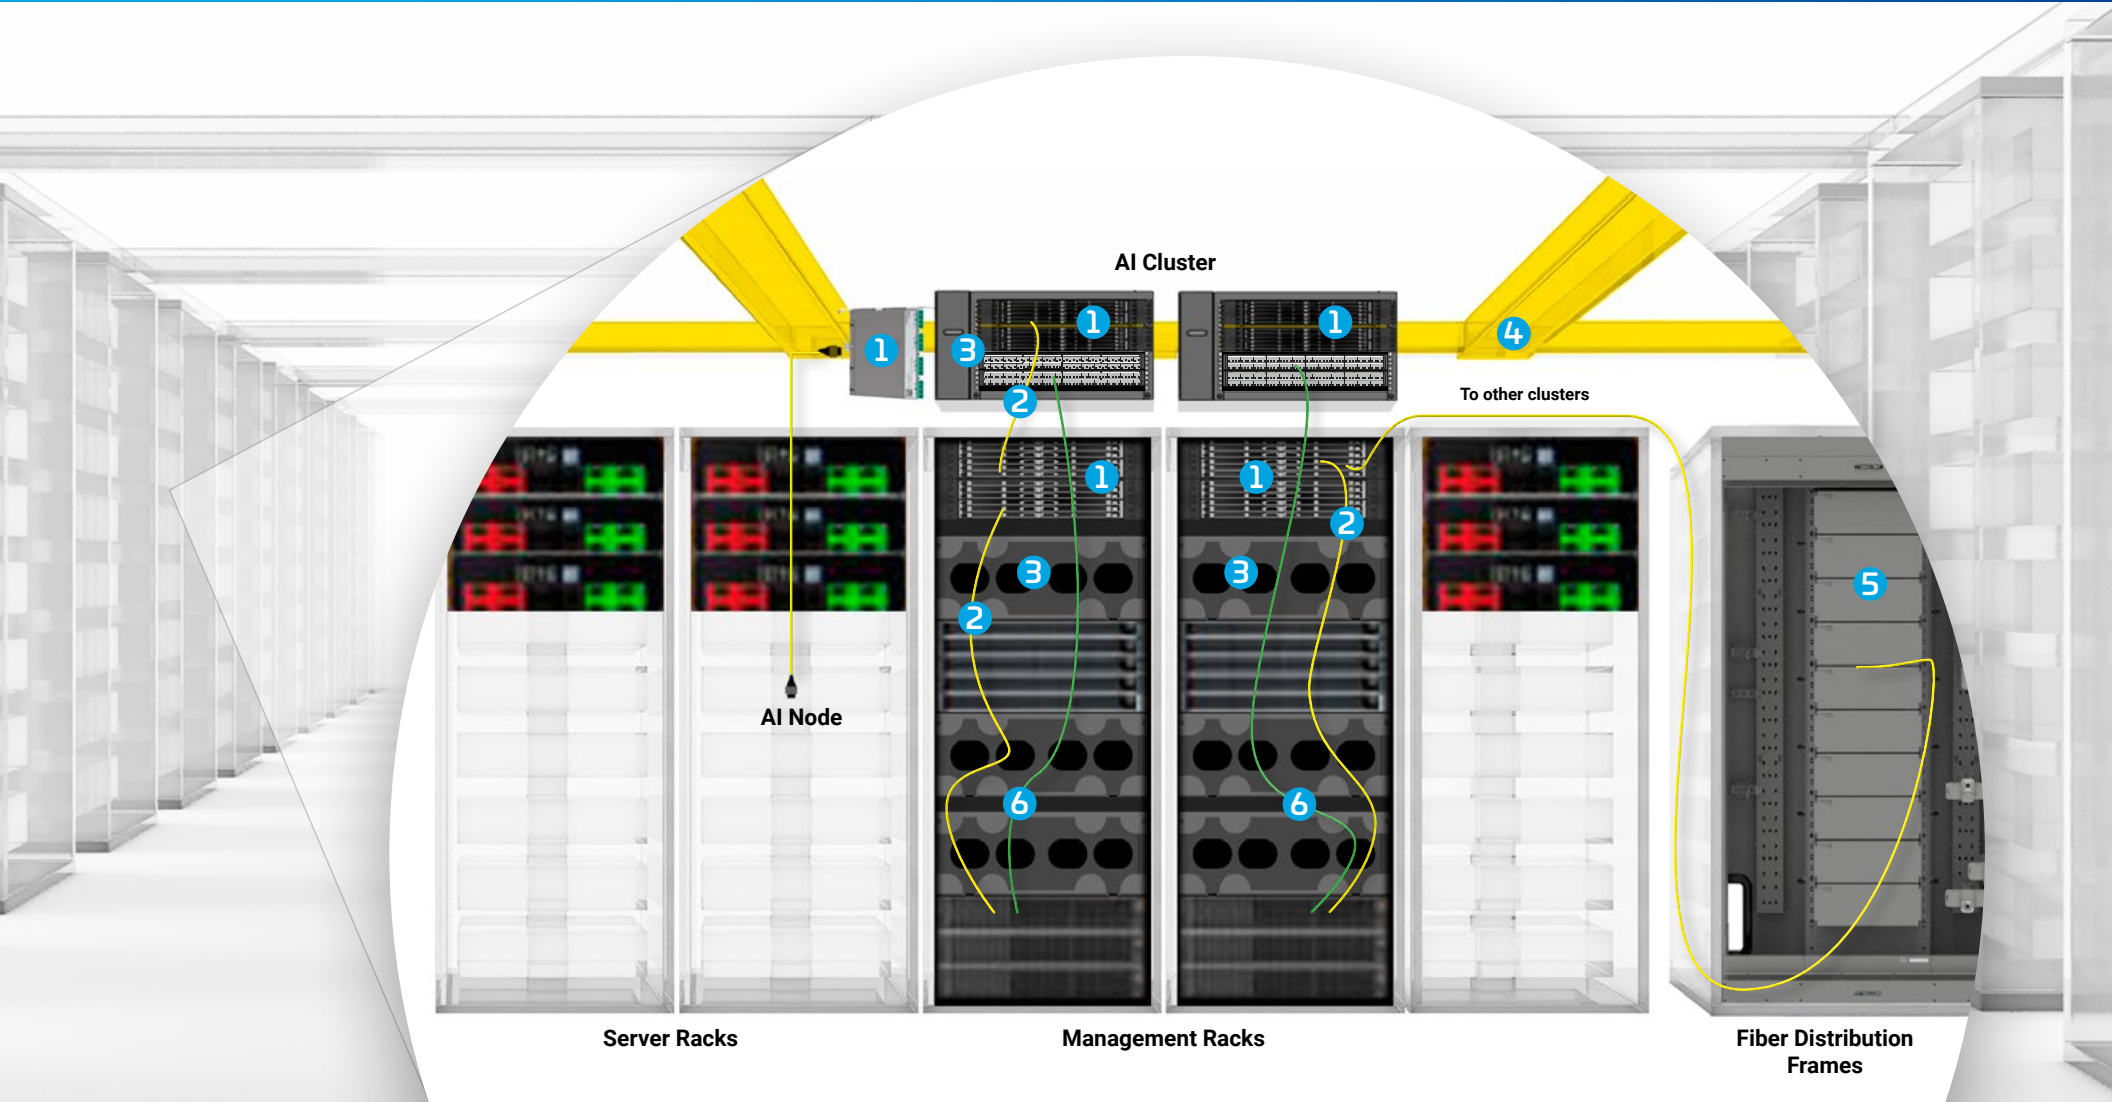 AI Cluster
1
1
1
3
4
2
To other clusters
1
1
2
3
3
5
2
AI Node
6
6
Server Racks
Management Racks
Fiber Distribution
Frames